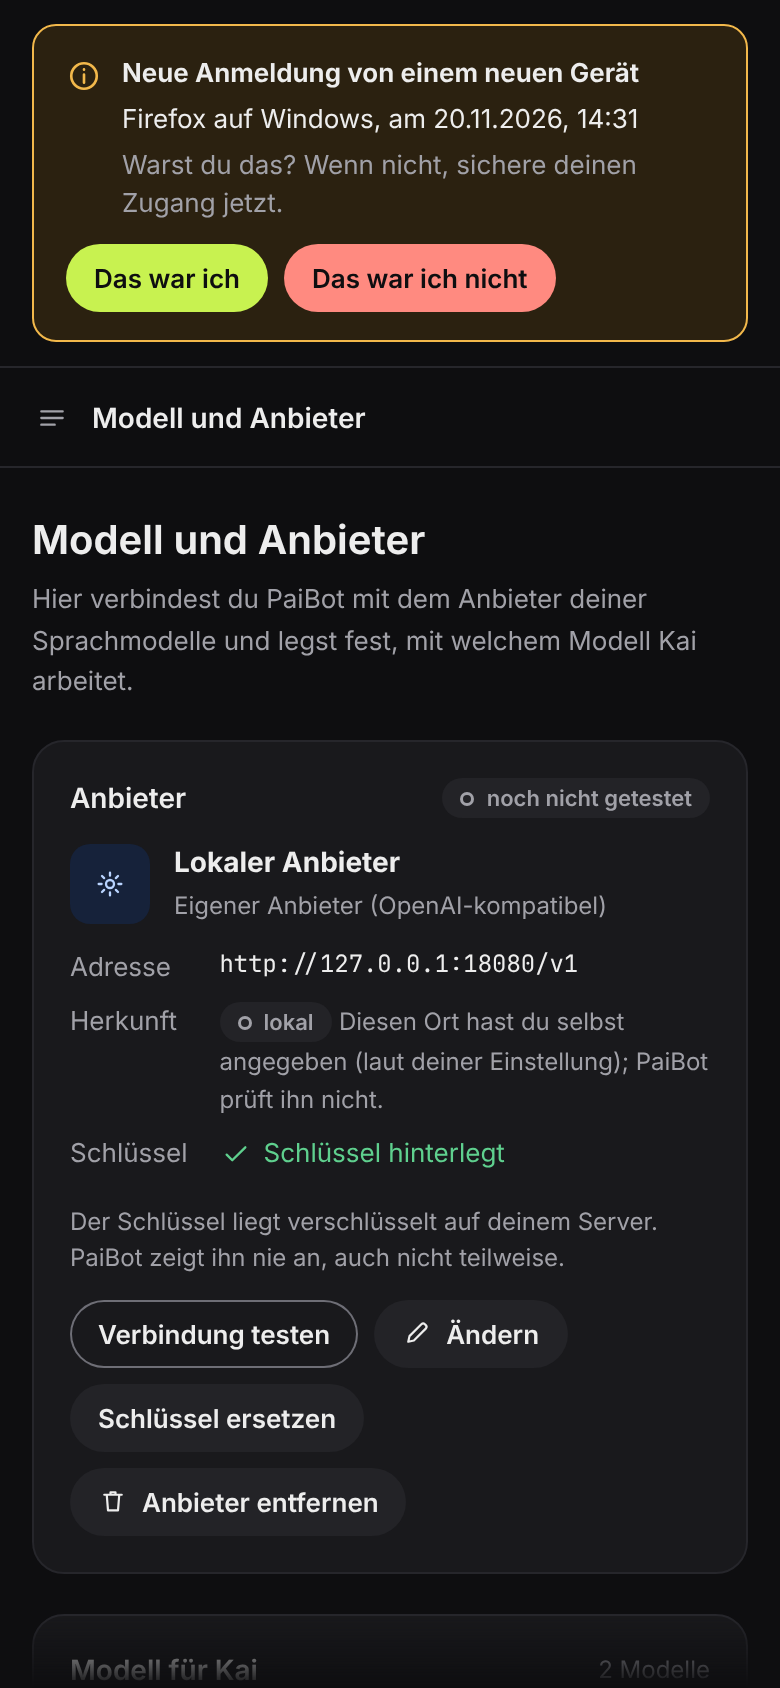 Neue Anmeldung von einem neuen Gerät
Firefox auf Windows, am 20.11.2026, 14:31
Warst du das? Wenn nicht, sichere deinen
Zugang jetzt.
Das war ich
Das war ich nicht
Modell und Anbieter
Modell und Anbieter
Hier verbindest du PaiBot mit dem Anbieter deiner
Sprachmodelle und legst fest, mit welchem Modell Kai
arbeitet.
Anbieter
noch nicht getestet
Lokaler Anbieter
Eigener Anbieter (OpenAI-kompatibel)
Adresse
http://127.0.0.1:18080/v1
Herkunft
lokal Diesen Ort hast du selbst
angegeben (laut deiner Einstellung); PaiBot
prüft ihn nicht.
Schlüssel
Schlüssel hinterlegt
Der Schlüssel liegt verschlüsselt auf deinem Server.
PaiBot zeigt ihn nie an, auch nicht teilweise.
Verbindung testen
Ändern
Schlüssel ersetzen
Anbieter entfernen
Modell für Kai
2 Modelle